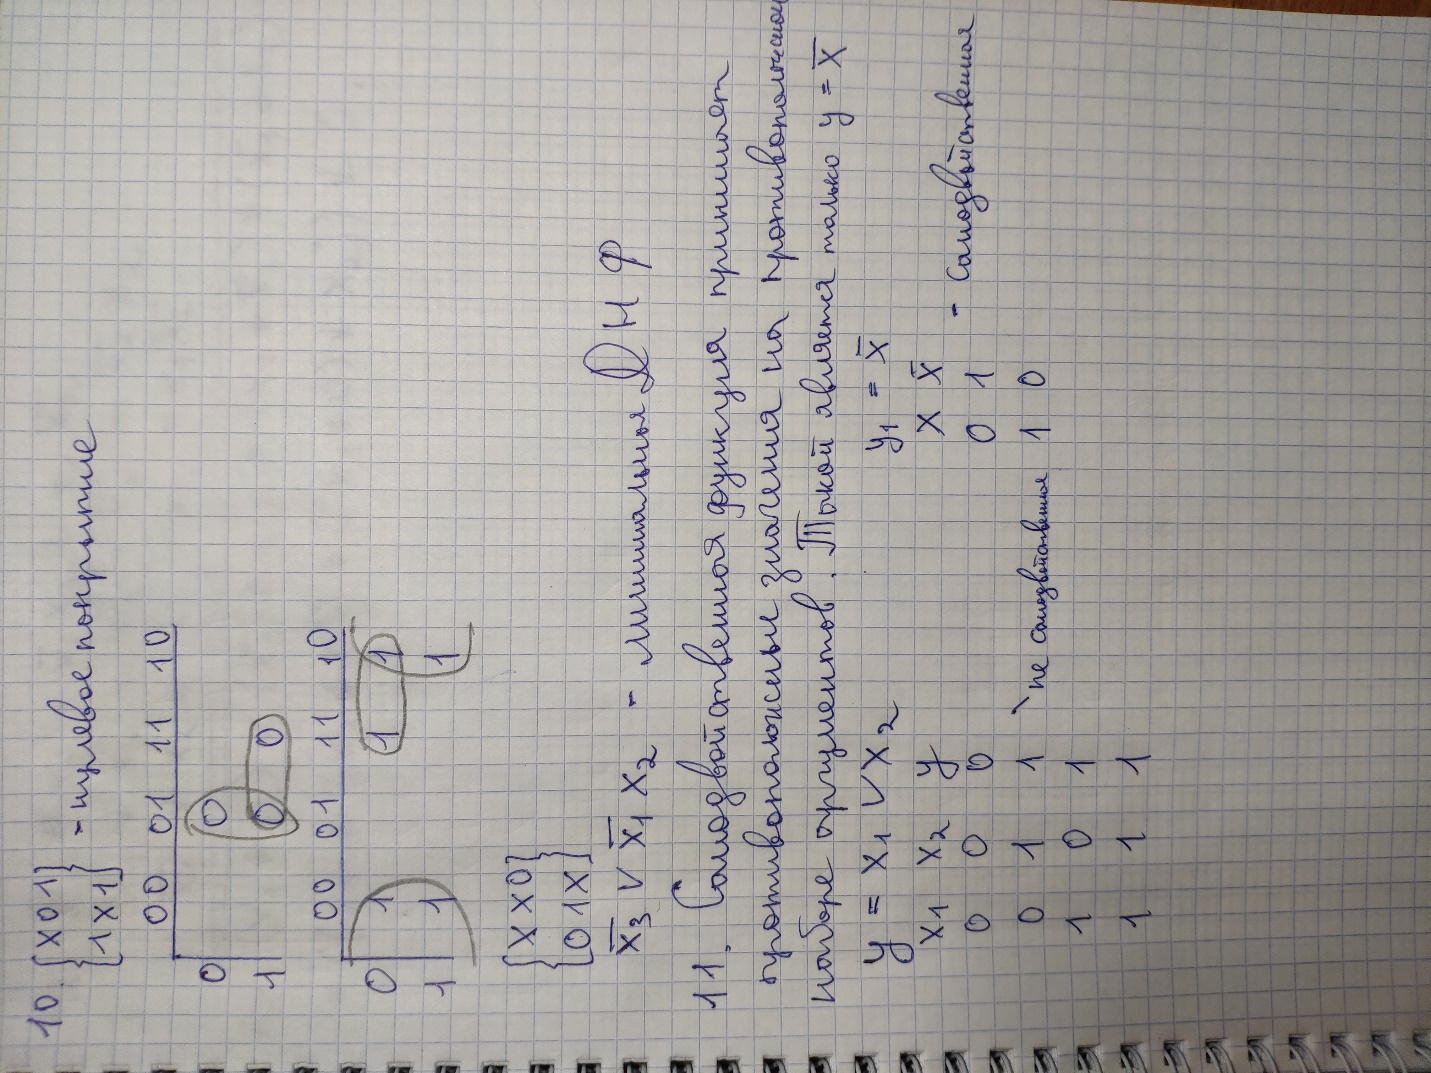 10. {X01} - нулевое покрытие
{1X1}
00 01 11 10
0 0
1 0 0
00 01 11 10
0 1 1 1
1 1 1
{XX0}
{01X}
x̅₃ ∨ x̅₁ x₂ - минимальная ДНФ
11. Самодвойственная функция принимает
противоположные значения на противоположном
наборе аргументов. Такой является только y = x̅
y = x₁ ∨ x₂ y₁ = x̅
x₁ x₂ y x x̅ - самодвойственная
0 0 0 0 1
0 1 1 - не самодвойственная 1 0
1 0 1
1 1 1